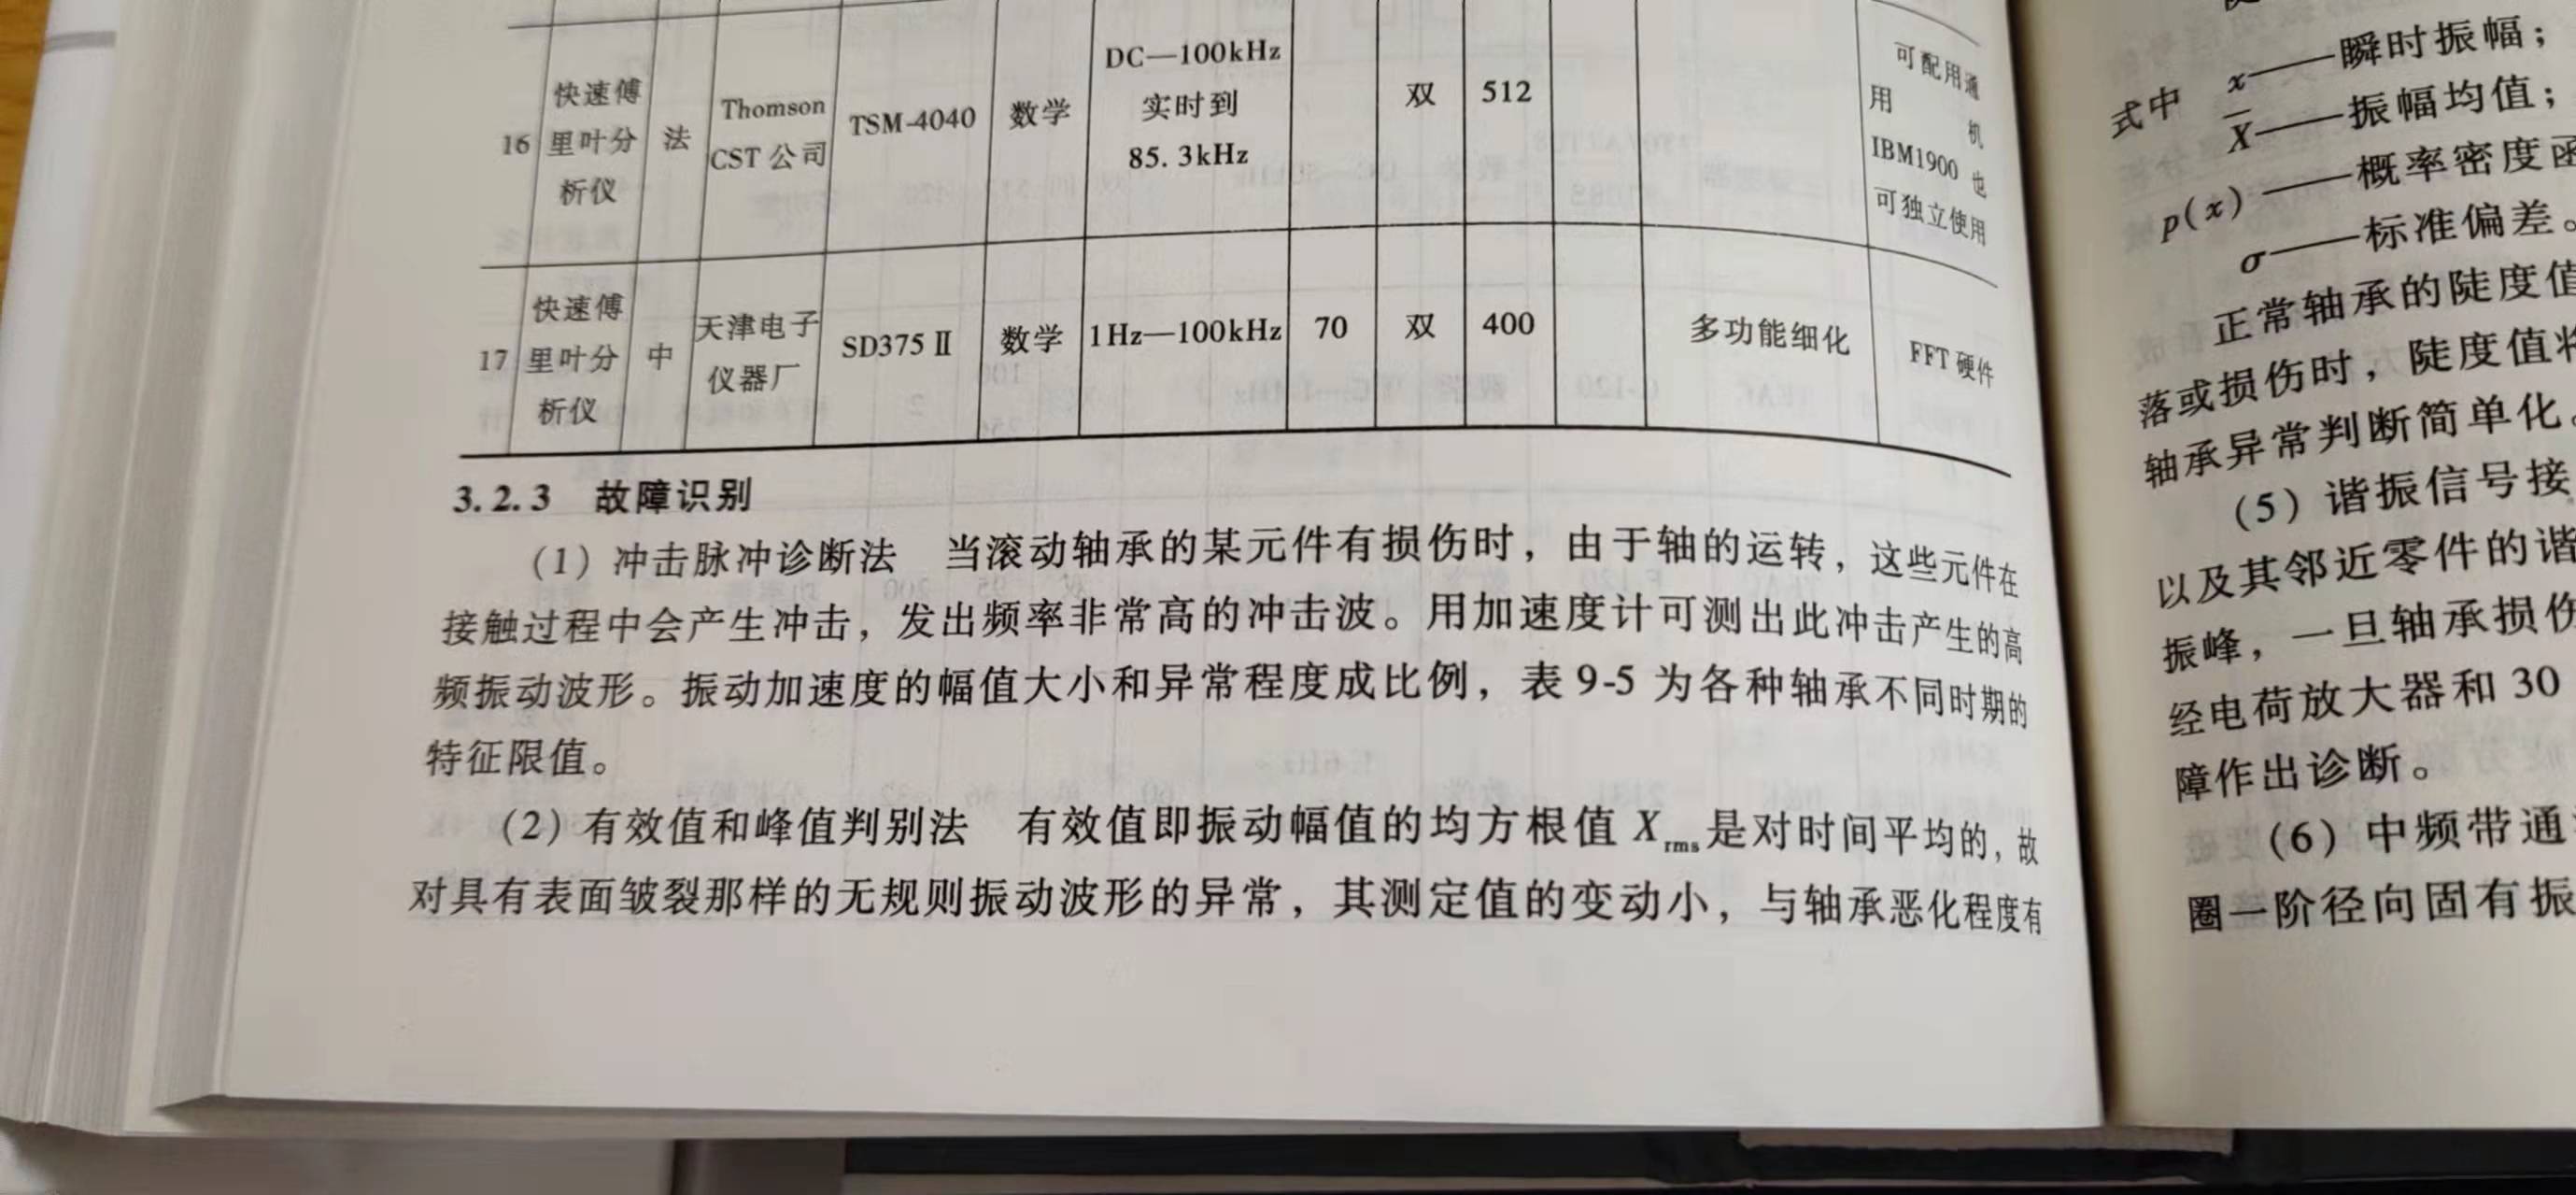 16 快速傅里叶分析仪 法 Thomson CST 公司 TSM-4040 数学 DC—100kHz 实时到 85.3kHz 双 512 可配用通用机 IBM1900 也可独立使用
17 快速傅里叶分析仪 中 天津电子仪器厂 SD375 Ⅱ 数学 1Hz—100kHz 70 双 400 多功能细化 FFT 硬件
3.2.3 故障识别
(1) 冲击脉冲诊断法 当滚动轴承的某元件有损伤时，由于轴的运转，这些元件在
接触过程中会产生冲击，发出频率非常高的冲击波。用加速度计可测出此冲击产生的高
频振动波形。振动加速度的幅值大小和异常程度成比例，表 9-5 为各种轴承不同时期的
特征限值。
(2) 有效值和峰值判别法 有效值即振动幅值的均方根值 Xrms是对时间平均的，故
对具有表面皱裂那样的无规则振动波形的异常，其测定值的变动小，与轴承恶化程度有
式中 x——瞬时振幅；
X̅——振幅均值；
p(x)——概率密度函
σ——标准偏差。
正常轴承的陡度值
落或损伤时，陡度值将
轴承异常判断简单化。
(5) 谐振信号接
以及其邻近零件的谐
振峰，一旦轴承损伤
经电荷放大器和 30
障作出诊断。
(6) 中频带通
圈一阶径向固有振